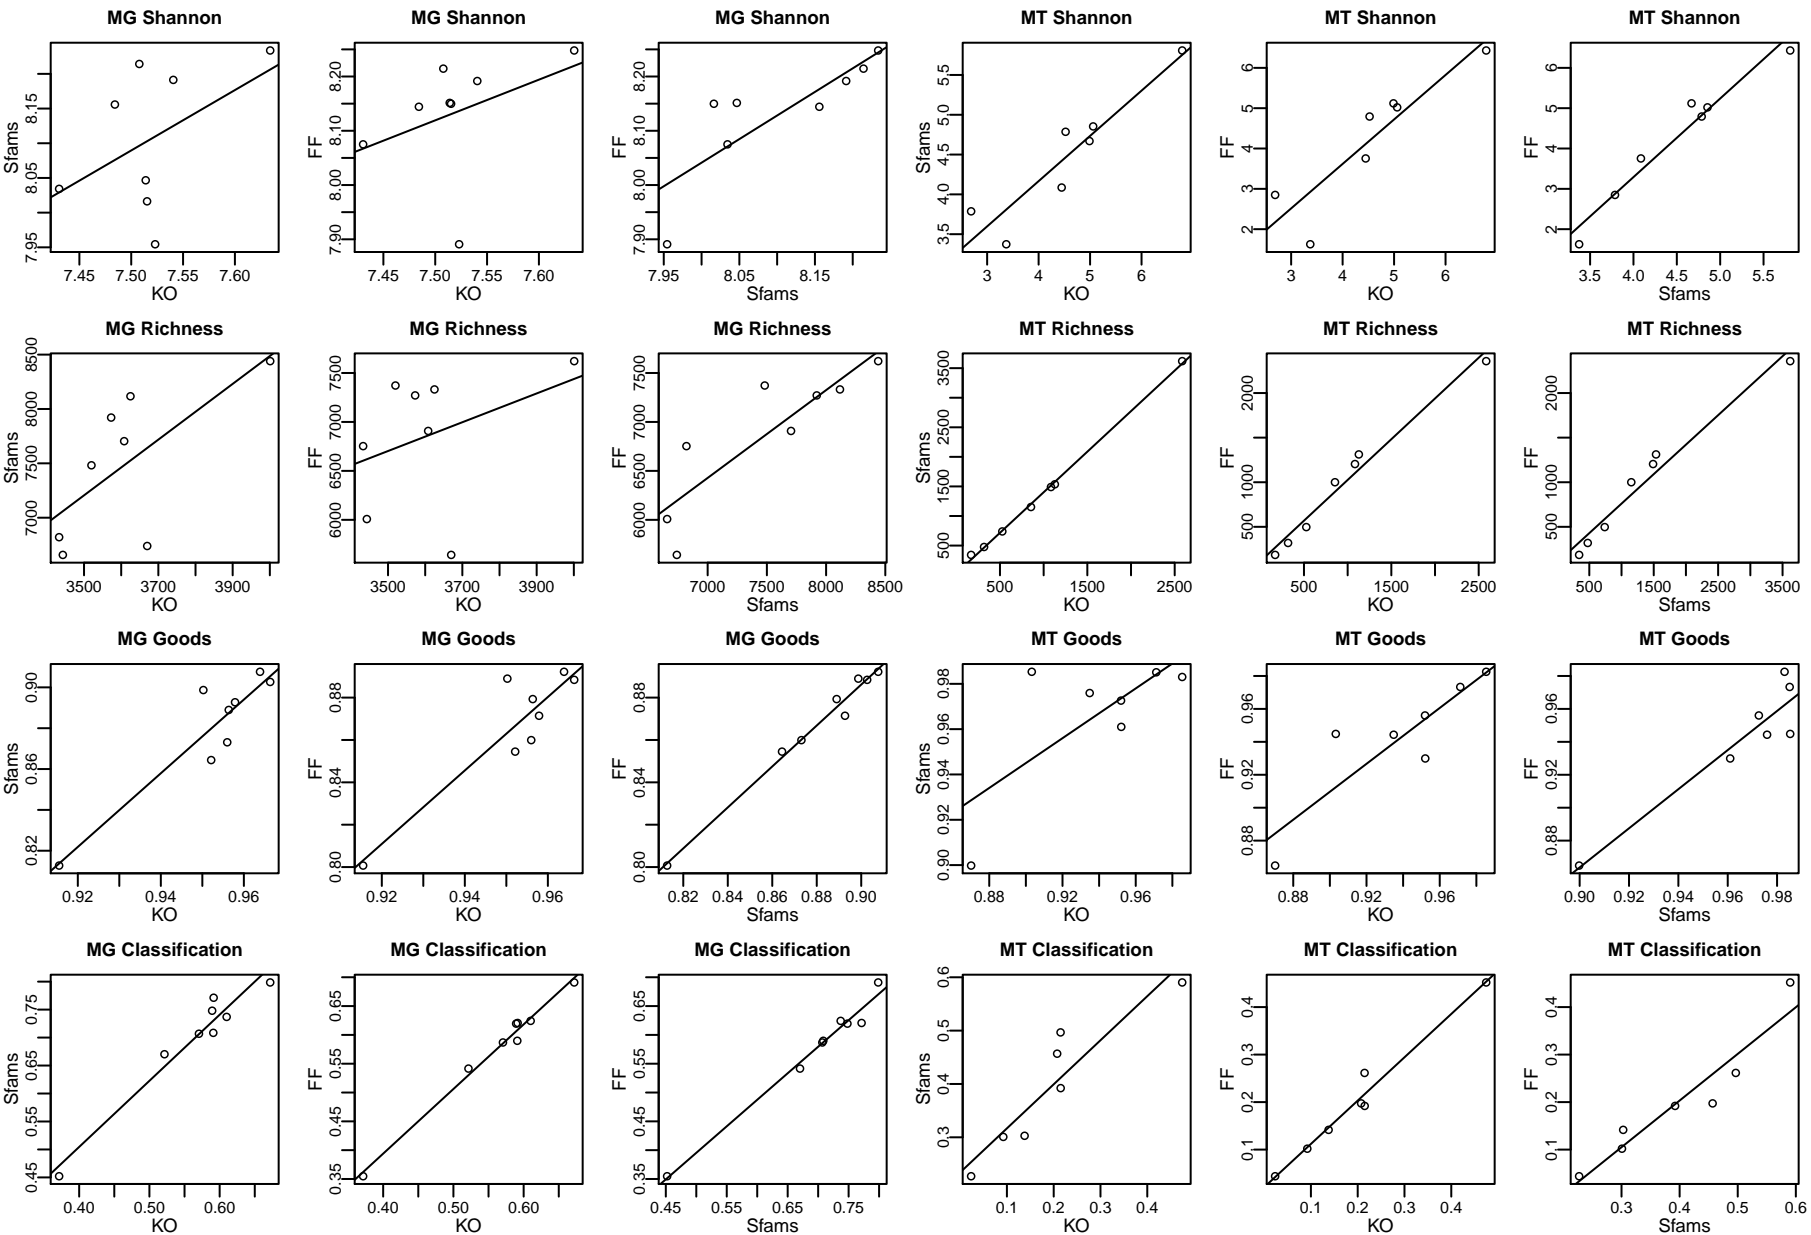 MG Shannon MG Shannon MG Shannon MT Shannon MT Shannon MT Shannon
Sfams 7.95 8.05 8.15
7.45 7.50 7.55 7.60
KO
FF 7.90 8.00 8.10 8.20
7.45 7.50 7.55 7.60
KO
FF 7.90 8.00 8.10 8.20
7.95 8.05 8.15
Sfams
Sfams 3.5 4.0 4.5 5.0 5.5
3 4 5 6
KO
FF 2 3 4 5 6
3 4 5 6
KO
FF 2 3 4 5 6
3.5 4.0 4.5 5.0 5.5
Sfams
MG Richness MG Richness MG Richness MT Richness MT Richness MT Richness
Sfams 7000 7500 8000 8500
3500 3700 3900
KO
FF 6000 6500 7000 7500
3500 3700 3900
KO
FF 6000 6500 7000 7500
7000 7500 8000 8500
Sfams
Sfams 500 1500 2500 3500
500 1500 2500
KO
FF 500 1000 2000
500 1500 2500
KO
FF 500 1000 2000
500 1500 2500 3500
Sfams
MG Goods MG Goods MG Goods MT Goods MT Goods MT Goods
Sfams 0.82 0.86 0.90
0.92 0.94 0.96
KO
FF 0.80 0.84 0.88
0.92 0.94 0.96
KO
FF 0.80 0.84 0.88
0.82 0.84 0.86 0.88 0.90
Sfams
Sfams 0.90 0.92 0.94 0.96 0.98
0.88 0.92 0.96
KO
FF 0.88 0.92 0.96
0.88 0.92 0.96
KO
FF 0.88 0.92 0.96
0.90 0.92 0.94 0.96 0.98
Sfams
MG Classification MG Classification MG Classification MT Classification MT Classification MT Classification
Sfams 0.45 0.55 0.65 0.75
0.40 0.50 0.60
KO
FF 0.35 0.45 0.55 0.65
0.40 0.50 0.60
KO
FF 0.35 0.45 0.55 0.65
0.45 0.55 0.65 0.75
Sfams
Sfams 0.3 0.4 0.5 0.6
0.1 0.2 0.3 0.4
KO
FF 0.1 0.2 0.3 0.4
0.1 0.2 0.3 0.4
KO
FF 0.1 0.2 0.3 0.4
0.3 0.4 0.5 0.6
Sfams